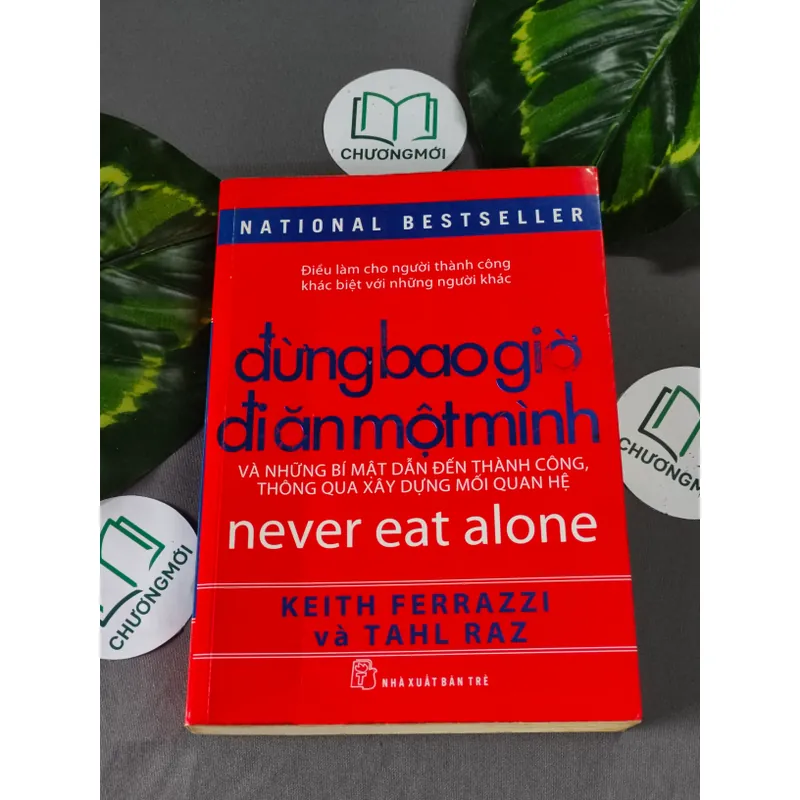 CHƯƠNGMỚI
NATIONAL BESTSELLER
Điều làm cho người thành công
khác biệt với những người khác
đừng bao giờ
đi ăn một mình
VÀ NHỮNG BÍ MẬT DẪN ĐẾN THÀNH CÔNG,
THÔNG QUA XÂY DỰNG MỐI QUAN HỆ
never eat alone
KEITH FERRAZZI
và TAHL RAZ
NHÀ XUẤT BẢN TRẺ
CHƯƠNGMỚI
CHƯƠNGMỚI